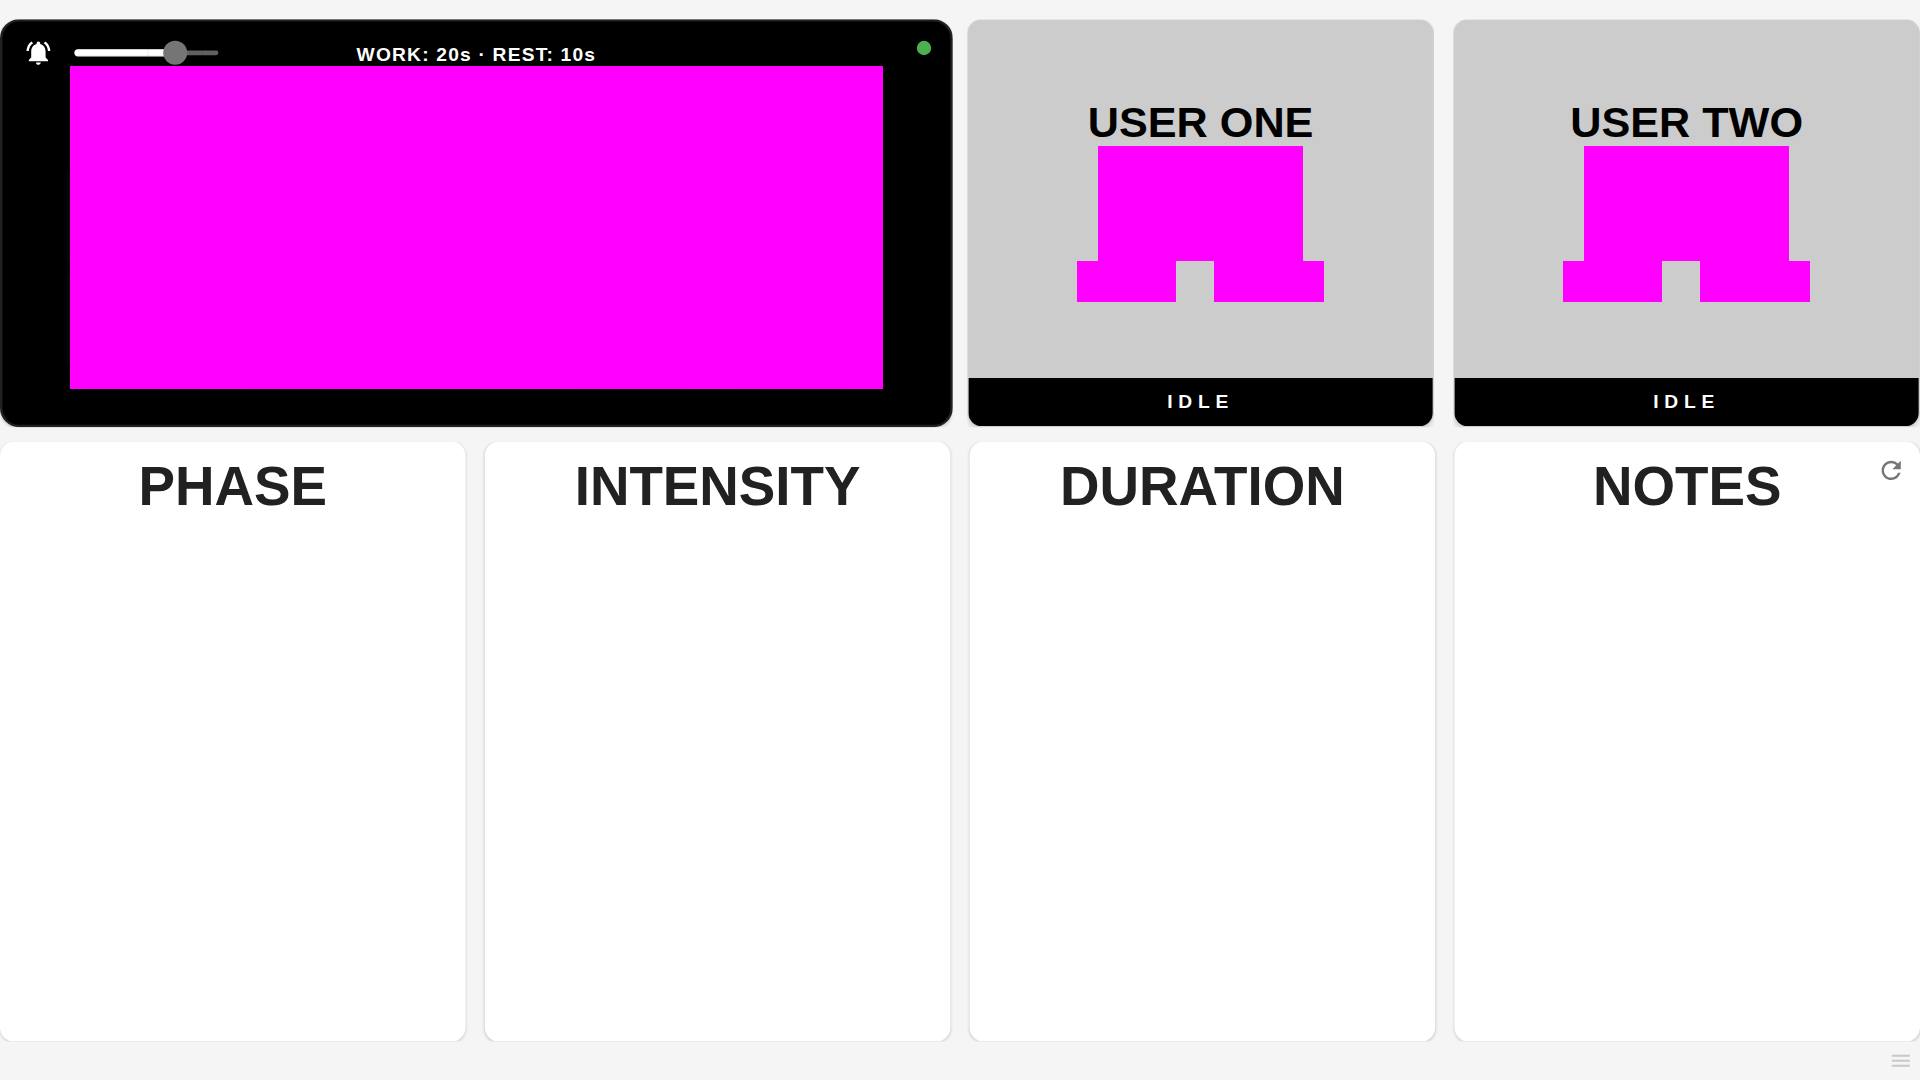 WORK: 20s · REST: 10s
USER ONE
USER TWO
IDLE
IDLE
PHASE
INTENSITY
DURATION
NOTES